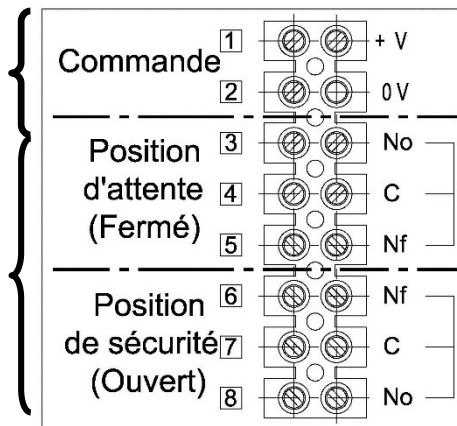 Commande
1 + V
2 0 V
Position
d'attente
(Fermé)
3 No
4 C
5 Nf
Position
de sécurité
(Ouvert)
6 Nf
7 C
8 No